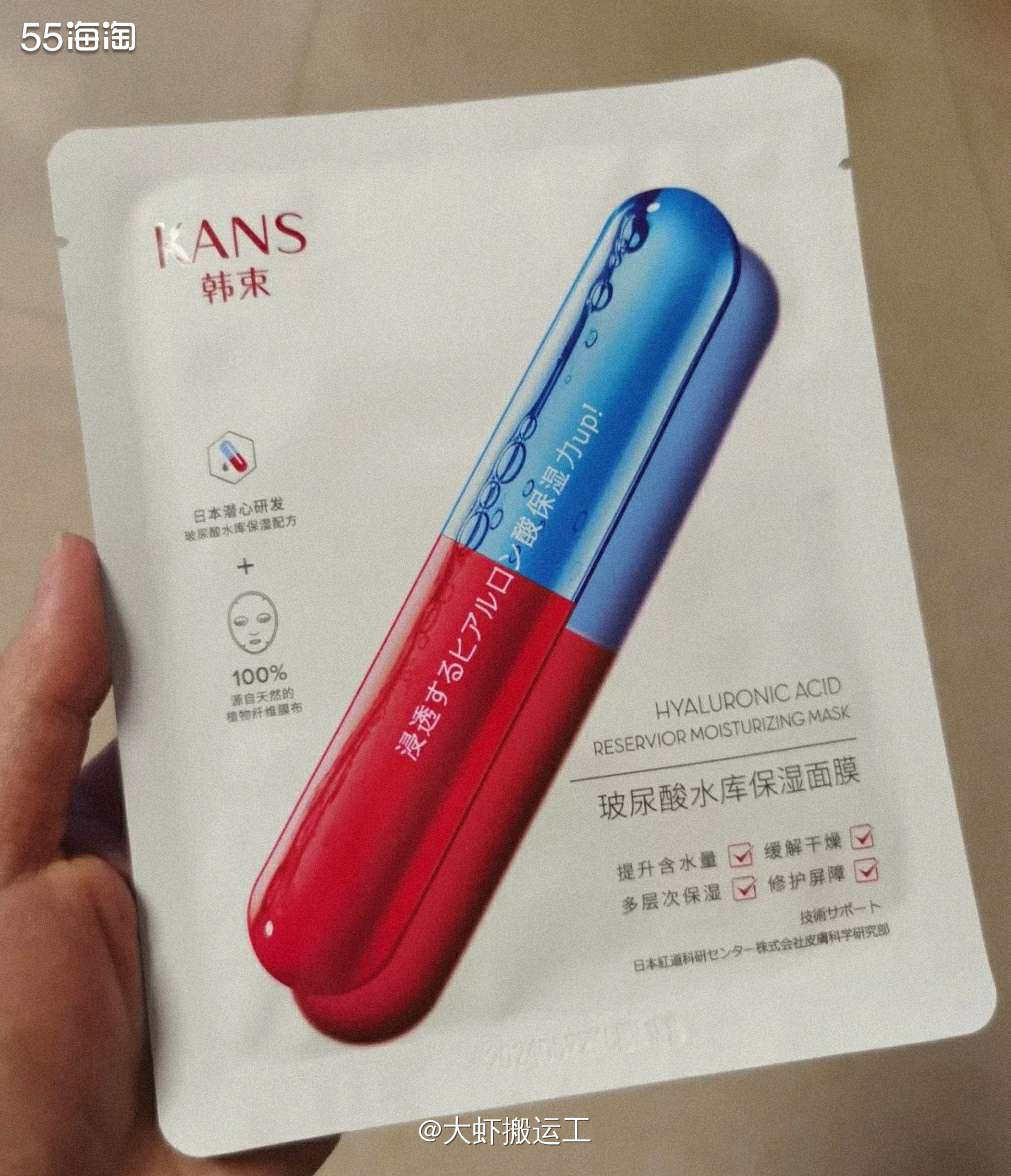 55海淘
KANS
韩束
日本潜心研发
玻尿酸水库保湿配方
+
100%
源自天然的
植物纤维膜布
浸透するヒアルロン酸保湿力up!
HYALURONIC ACID
RESERVIOR MOISTURIZING MASK
玻尿酸水库保湿面膜
提升含水量 缓解干燥
多层次保湿 修护屏障
技術サポート
日本紅道科研センター株式会社皮膚科学研究部
@大虾搬运工